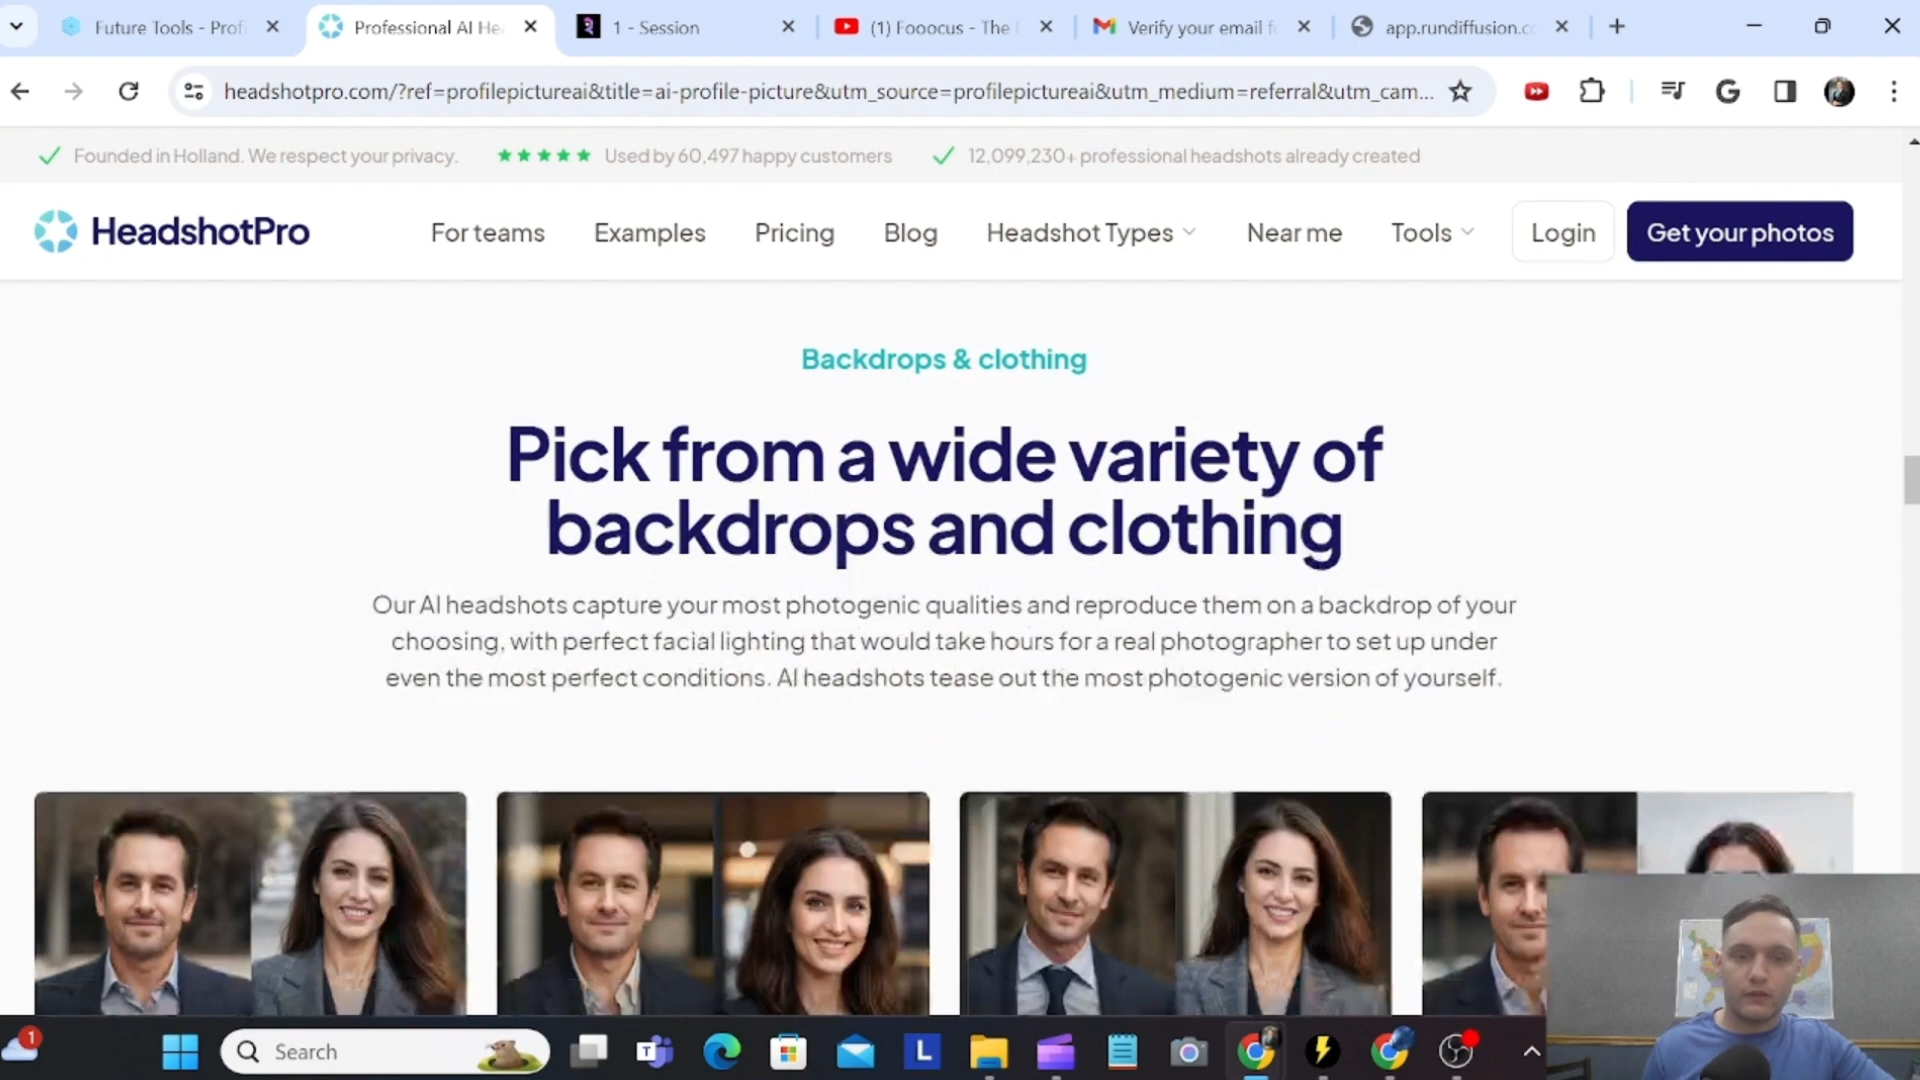 Future Tools - Prof
Professional AI He
1 - Session
(1) Fooocus - The
Verify your email f
app.rundiffusion.c
headshotpro.com/?ref=profilepictureai&title=ai-profile-picture&utm_source=profilepictureai&utm_medium=referral&utm_cam...
Founded in Holland. We respect your privacy.
Used by 60,497 happy customers
12,099,230+ professional headshots already created
HeadshotPro
For teams
Examples
Pricing
Blog
Headshot Types
Near me
Tools
Login
Get your photos
Backdrops & clothing
Pick from a wide variety of
backdrops and clothing
Our AI headshots capture your most photogenic qualities and reproduce them on a backdrop of your
choosing, with perfect facial lighting that would take hours for a real photographer to set up under
even the most perfect conditions. AI headshots tease out the most photogenic version of yourself.
1
Search
T
L